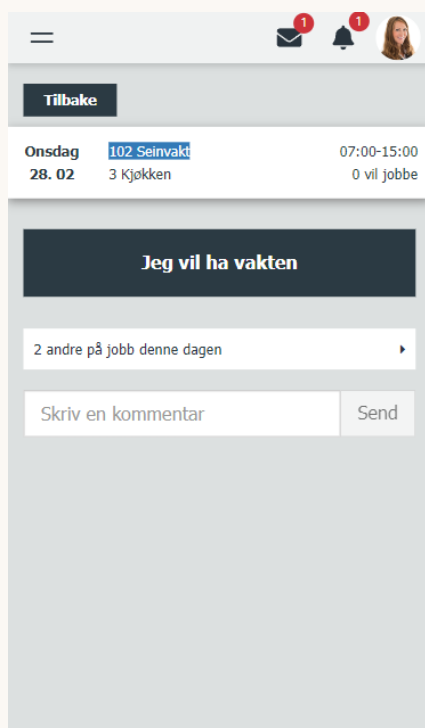 1
1
Tilbake
Onsdag 102 Seinvakt 07:00-15:00
28. 02 3 Kjøkken 0 vil jobbe
Jeg vil ha vakten
2 andre på jobb denne dagen
Skriv en kommentar Send